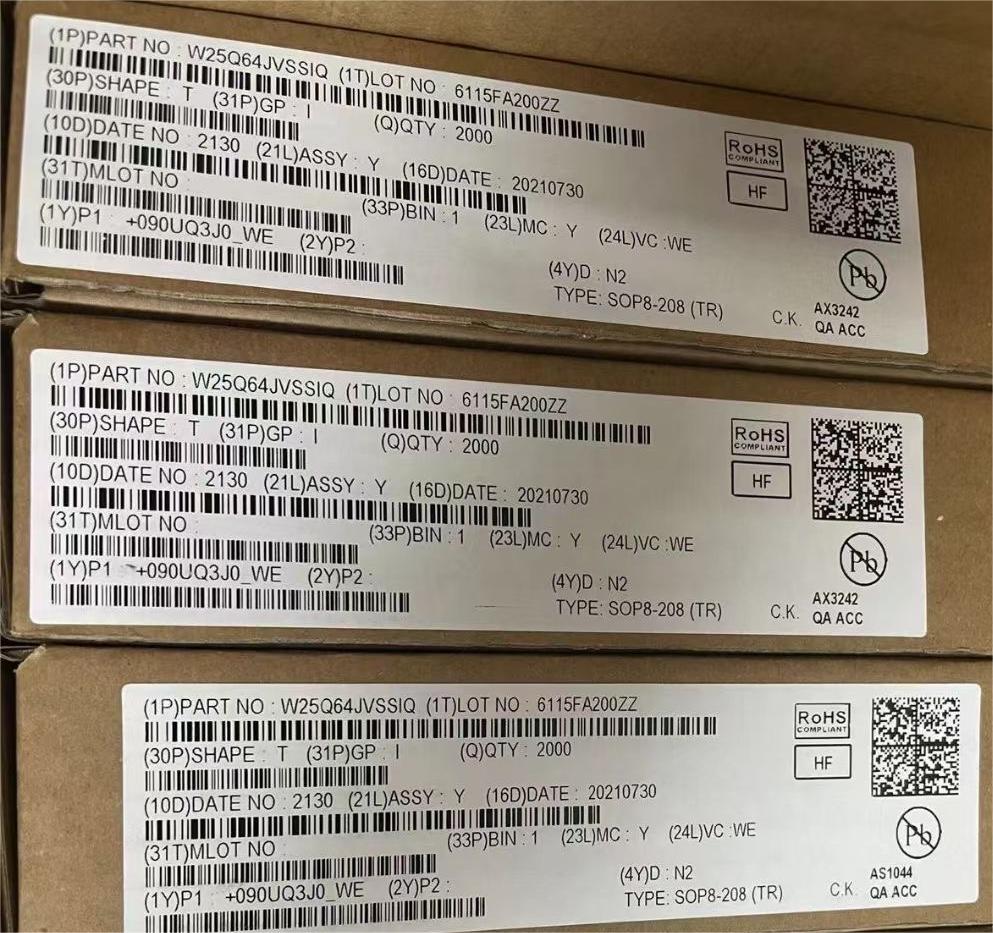 (1P)PART NO : W25Q64JVSSIQ (1T)LOT NO : 6115FA200ZZ
(30P)SHAPE : T (31P)GP : I (Q)QTY : 2000
(10D)DATE NO : 2130 (21L)ASSY : Y (16D)DATE : 20210730
(31T)MLOT NO : (33P)BIN : 1 (23L)MC : Y (24L)VC :WE
(1Y)P1 : +090UQ3J0_WE (2Y)P2 :
(4Y)D : N2
TYPE: SOP8-208 (TR)
RoHS
COMPLIANT
HF
Pb
C.K.
AX3242
QA ACC
(1P)PART NO : W25Q64JVSSIQ (1T)LOT NO : 6115FA200ZZ
(30P)SHAPE : T (31P)GP : I (Q)QTY : 2000
(10D)DATE NO : 2130 (21L)ASSY : Y (16D)DATE : 20210730
(31T)MLOT NO : (33P)BIN : 1 (23L)MC : Y (24L)VC :WE
(1Y)P1 : +090UQ3J0_WE (2Y)P2 :
(4Y)D : N2
TYPE: SOP8-208 (TR)
RoHS
COMPLIANT
HF
Pb
C.K.
AX3242
QA ACC
(1P)PART NO : W25Q64JVSSIQ (1T)LOT NO : 6115FA200ZZ
(30P)SHAPE : T (31P)GP : I (Q)QTY : 2000
(10D)DATE NO : 2130 (21L)ASSY : Y (16D)DATE : 20210730
(31T)MLOT NO : (33P)BIN : 1 (23L)MC : Y (24L)VC :WE
(1Y)P1 : +090UQ3J0_WE (2Y)P2 :
(4Y)D : N2
TYPE: SOP8-208 (TR)
RoHS
COMPLIANT
HF
Pb
C.K.
AS1044
QA ACC